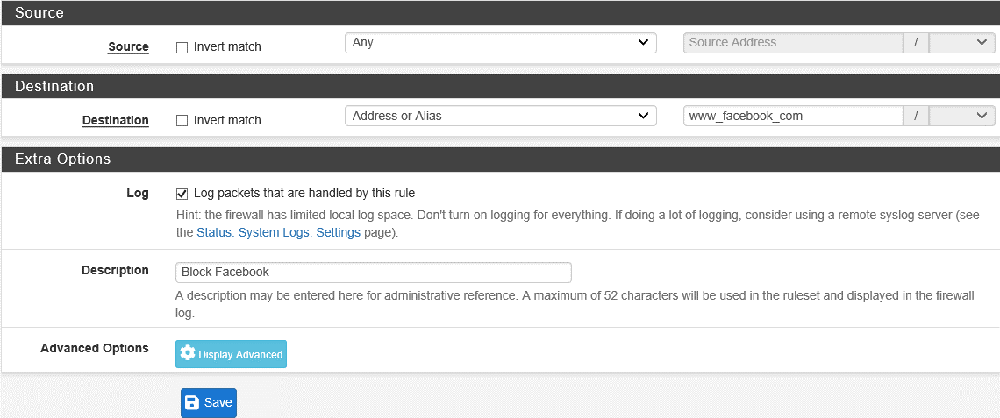 Source
Source Invert match Any Source Address /
Destination
Destination Invert match Address or Alias www_facebook_com /
Extra Options
Log Log packets that are handled by this rule
Hint: the firewall has limited local log space. Don't turn on logging for everything. If doing a lot of logging, consider using a remote syslog server (see
the Status: System Logs: Settings page).
Description Block Facebook
A description may be entered here for administrative reference. A maximum of 52 characters will be used in the ruleset and displayed in the firewall
log.
Advanced Options Display Advanced
Save